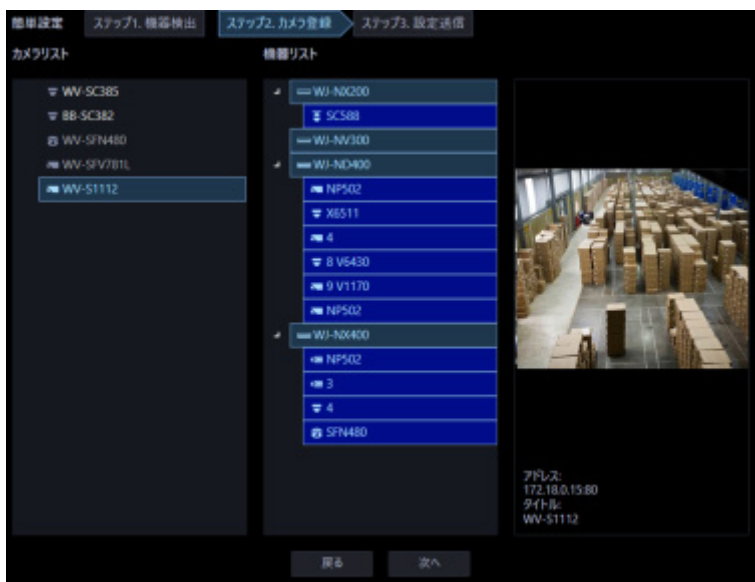 簡単設定
ステップ1. 機器検出
ステップ2. カメラ登録
ステップ3. 設定送信
カメラリスト
WV-SC385
BB-SC382
WV-SFN480
WV-SFV781L
WV-S1112
機器リスト
WJ-NX200
SC588
WJ-NV300
WJ-ND400
NP502
X6511
4
8 V6430
9 V1170
NP502
WJ-NX400
NP502
3
4
SFN480
アドレス:
172.18.0.15:80
タイトル:
WV-S1112
戻る
次へ